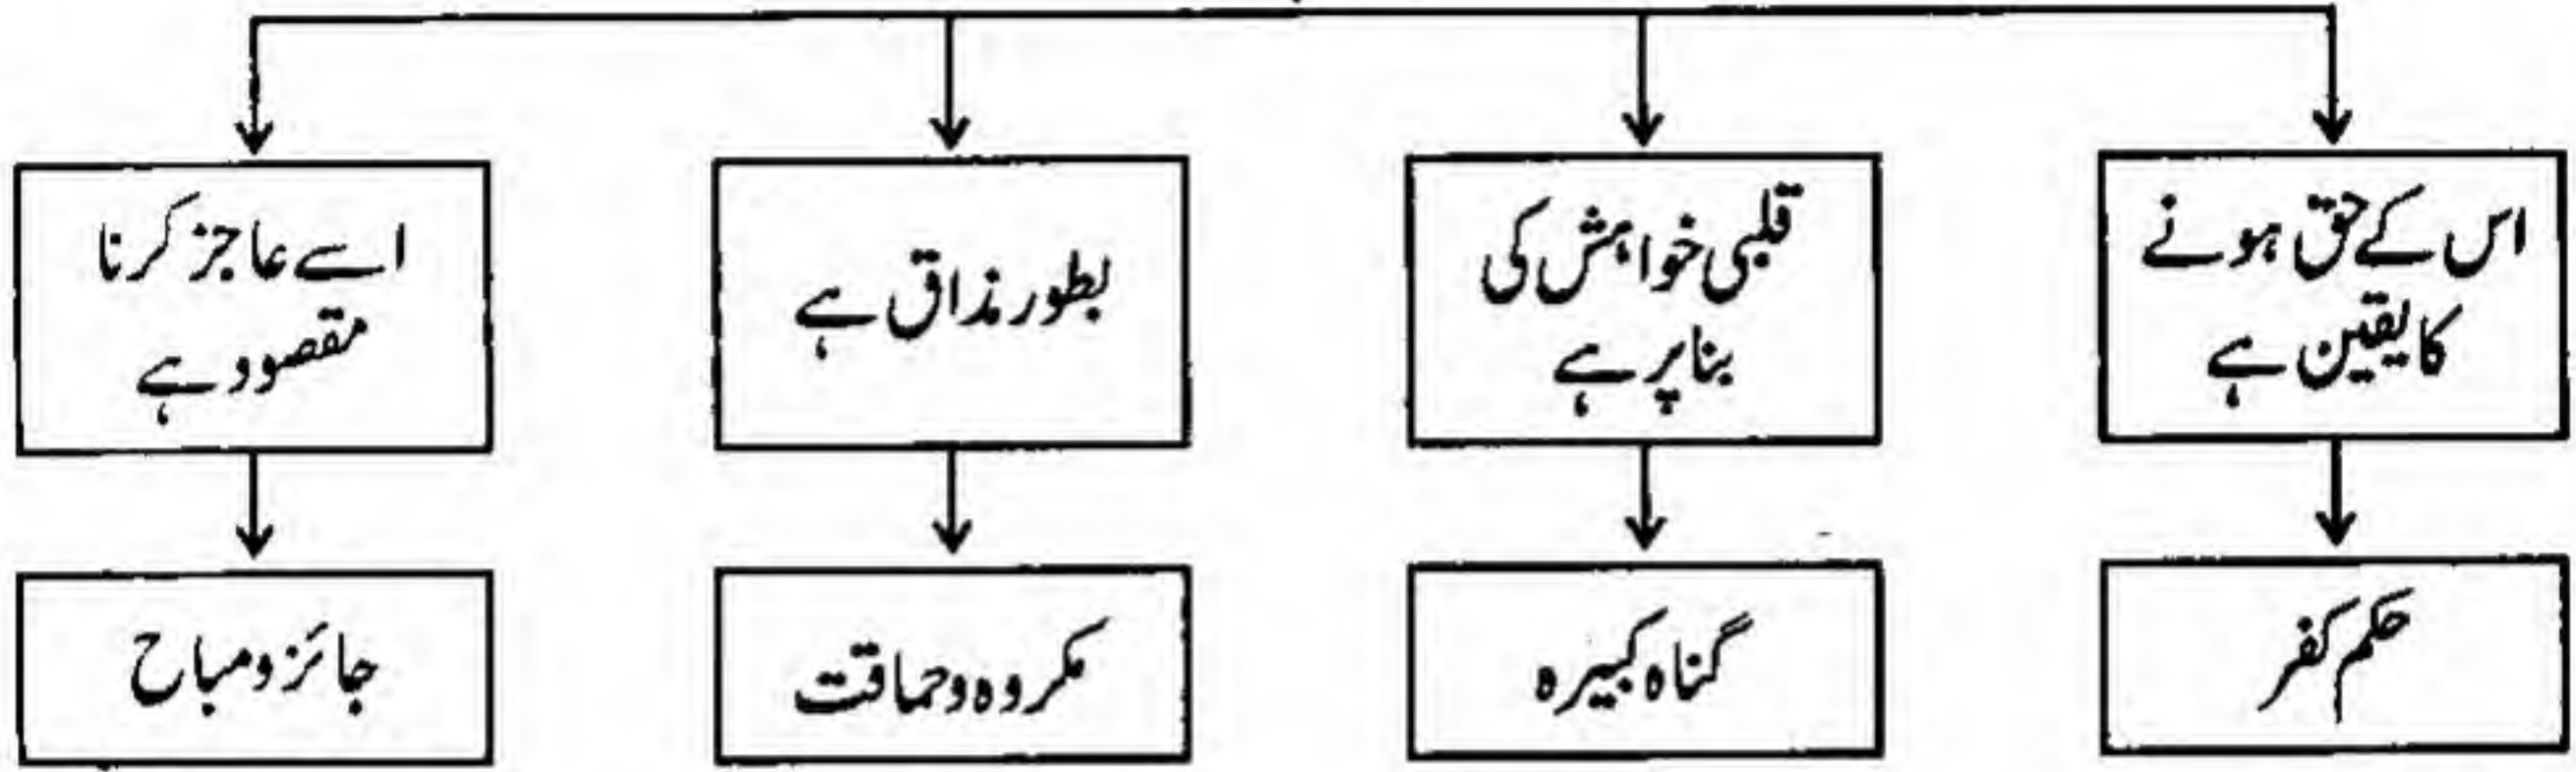 اس کے حق ہونے
کا یقین ہے
قلبی خواہش کی
بنا پر ہے
بطور مذاق ہے
اسے عاجز کرنا
مقصود ہے
حکم کفر
گناہ کبیرہ
مکروہ وحماقت
جائز و مباح